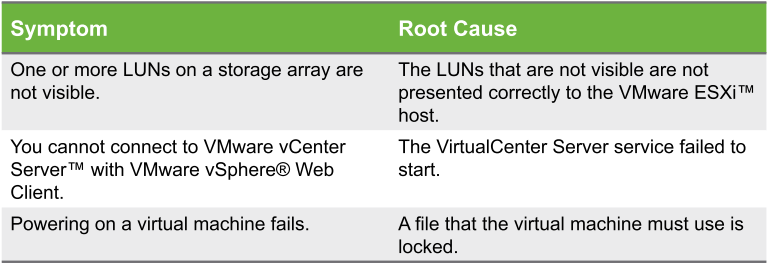 Symptom
Root Cause
One or more LUNs on a storage array are
not visible.
The LUNs that are not visible are not
presented correctly to the VMware ESXi™
host.
You cannot connect to VMware vCenter
Server™ with VMware vSphere® Web
Client.
The VirtualCenter Server service failed to
start.
Powering on a virtual machine fails.
A file that the virtual machine must use is
locked.